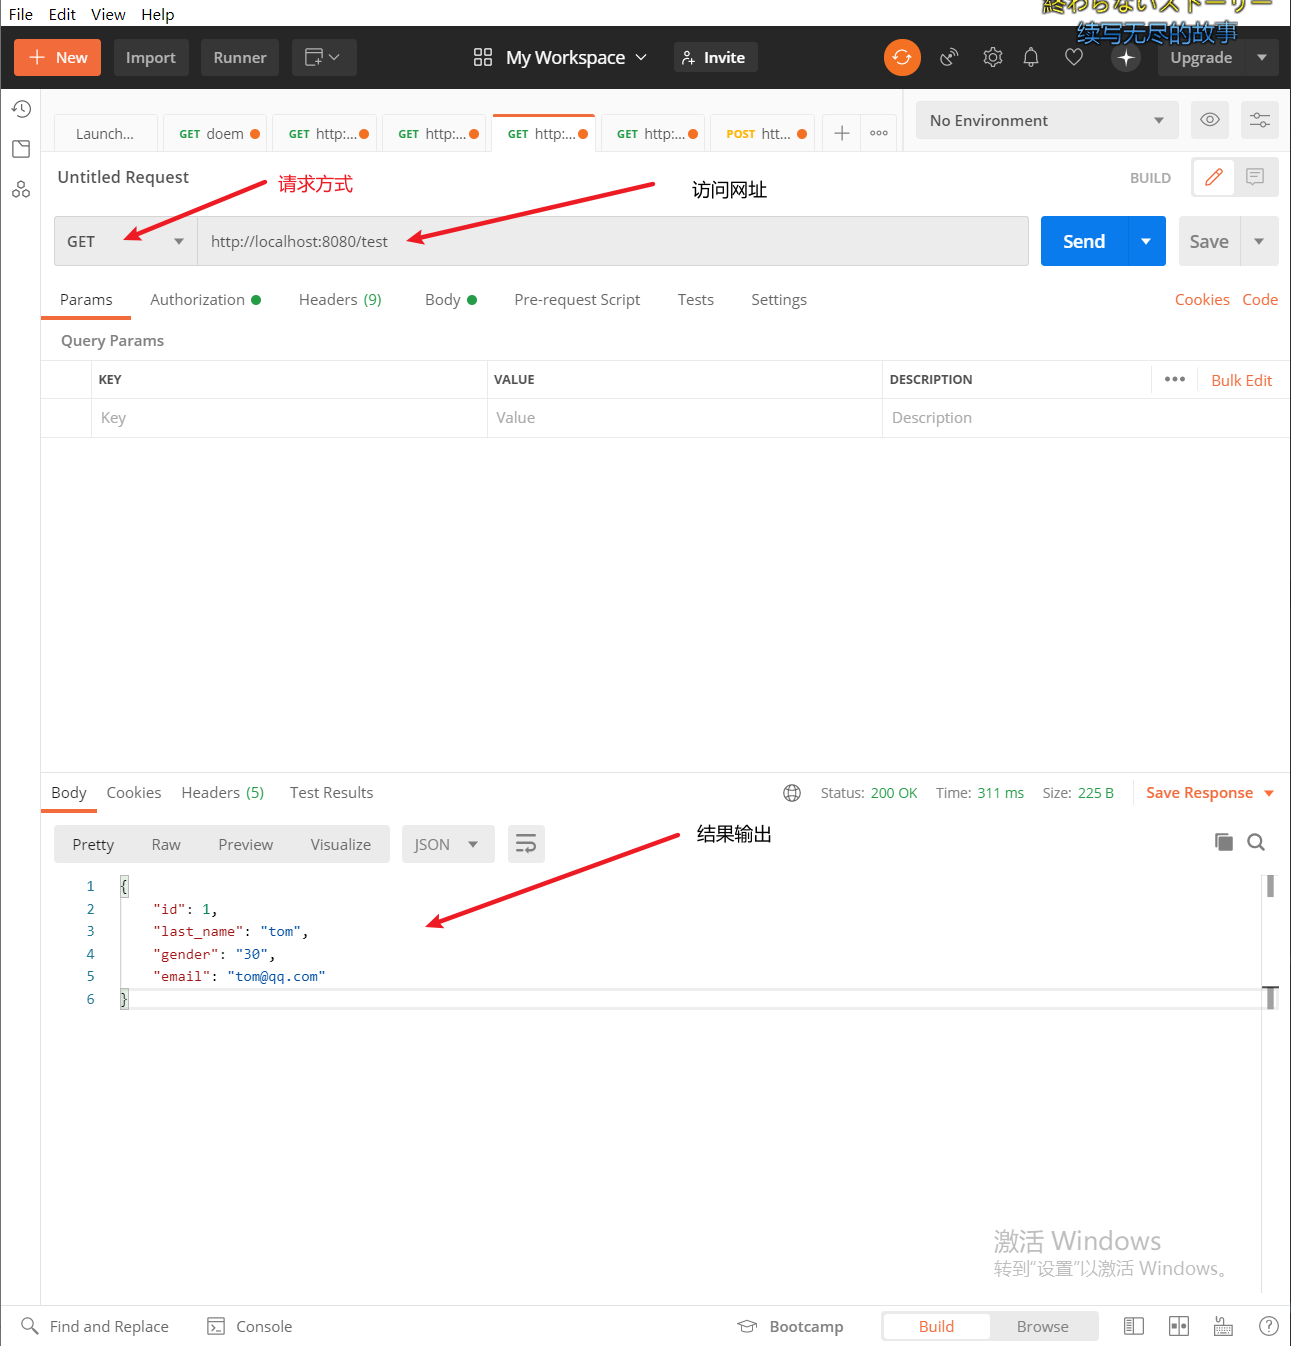 File Edit View Help
終わらないストーリー
续写无尽的故事
New Import Runner My Workspace Invite Upgrade
Launch... GET doem GET http:... GET http:... GET http:... GET http:... POST htt... No Environment
Untitled Request BUILD
请求方式 访问网址
GET http://localhost:8080/test Send Save
Params Authorization Headers (9) Body Pre-request Script Tests Settings Cookies Code
Query Params
KEY VALUE DESCRIPTION Bulk Edit
Key Value Description
Body Cookies Headers (5) Test Results Status: 200 OK Time: 311 ms Size: 225 B Save Response
结果输出
Pretty Raw Preview Visualize JSON
1 {
2 "id": 1,
3 "last_name": "tom",
4 "gender": "30",
5 "email": "tom@qq.com"
6 }
激活 Windows
转到“设置”以激活 Windows。
Find and Replace Console Bootcamp Build Browse